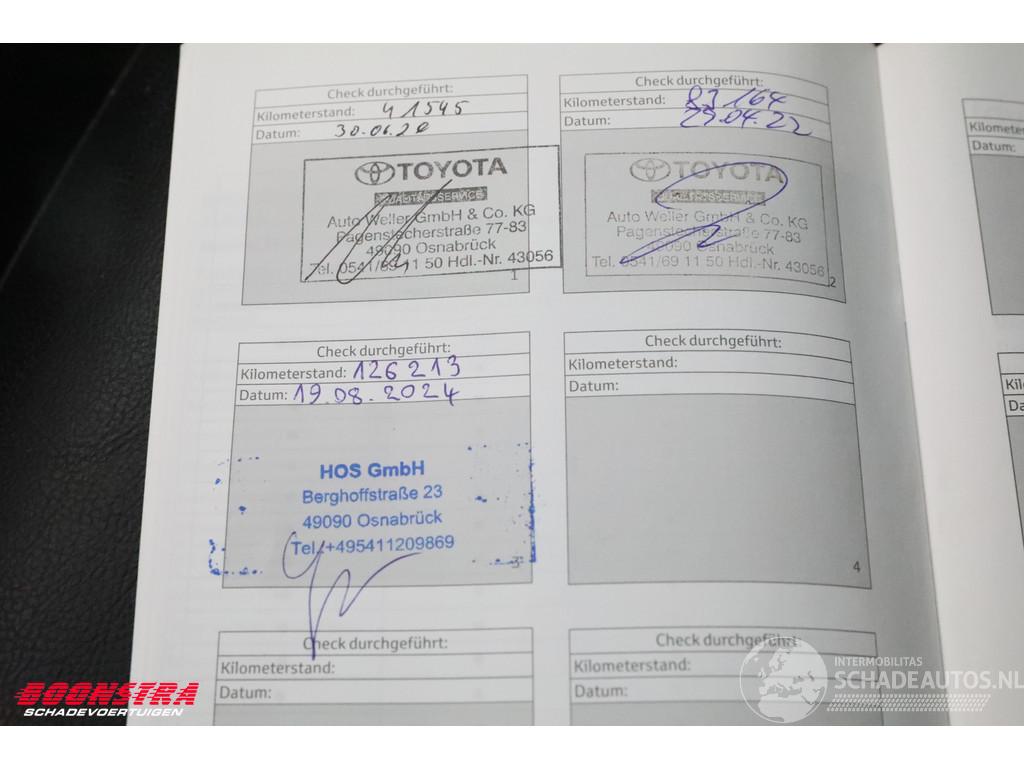 Check durchgeführt:
Kilometerstand: 41545
Datum: 30.06.20
TOYOTA
Auto Weller GmbH & Co. KG
Pagenstecherstraße 77-83
49090 Osnabrück
Tel. 0541/69 11 50 Hdl.-Nr. 43056
1
Check durchgeführt:
Kilometerstand: 83164
Datum: 29.04.22
TOYOTA
Auto Weller GmbH & Co. KG
Pagenstecherstraße 77-83
49090 Osnabrück
Tel. 0541/69 11 50 Hdl.-Nr. 43056
2
Kilometerstand
Datum:
Check durchgeführt:
Kilometerstand: 126213
Datum: 19.08.2024
HOS GmbH
Berghoffstraße 23
49090 Osnabrück
Tel.:+495411209869
3
Check durchgeführt:
Kilometerstand:
Datum:
4
Kil
Da
Check durchgeführt:
Kilometerstand:
Datum:
Check durchgeführt:
Kilometerstand:
Datum:
BOONSTRA
SCHADEVOERTUIGEN
INTERMOBILITAS
SCHADEAUTOS.NL